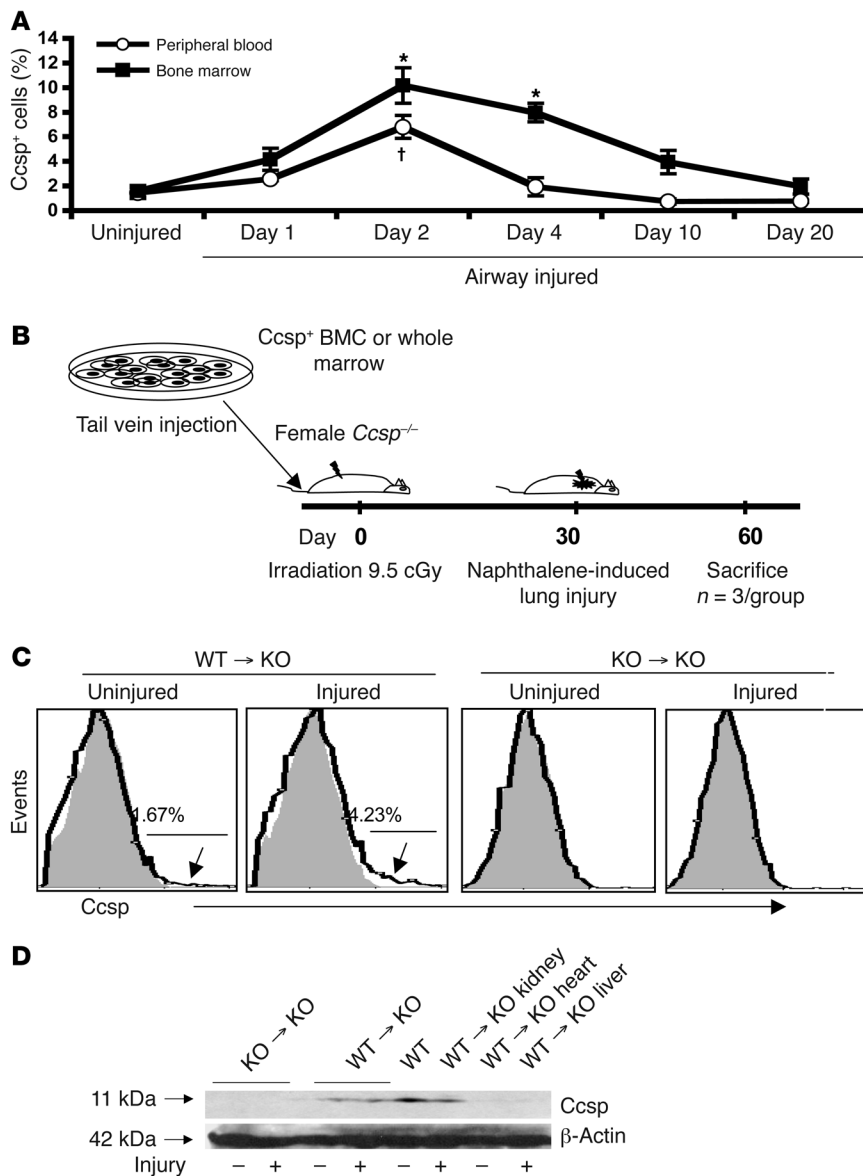 A
Peripheral blood
Bone marrow
Ccsp⁺ cells (%)
14
12
10
8
6
4
2
0
*
*
†
Uninjured Day 1 Day 2 Day 4 Day 10 Day 20
Airway injured
B
Ccsp⁺ BMC or whole
marrow
Tail vein injection
Female Ccsp⁻/⁻
Day 0 30 60
Irradiation 9.5 cGy Naphthalene-induced Sacrifice
lung injury n = 3/group
C
WT → KO KO → KO
Uninjured Injured Uninjured Injured
Events
1.67% 4.23%
Ccsp
D
KO → KO WT → KO WT WT → KO kidney WT → KO heart WT → KO liver
11 kDa → Ccsp
42 kDa → β-Actin
Injury – + – + – + – +